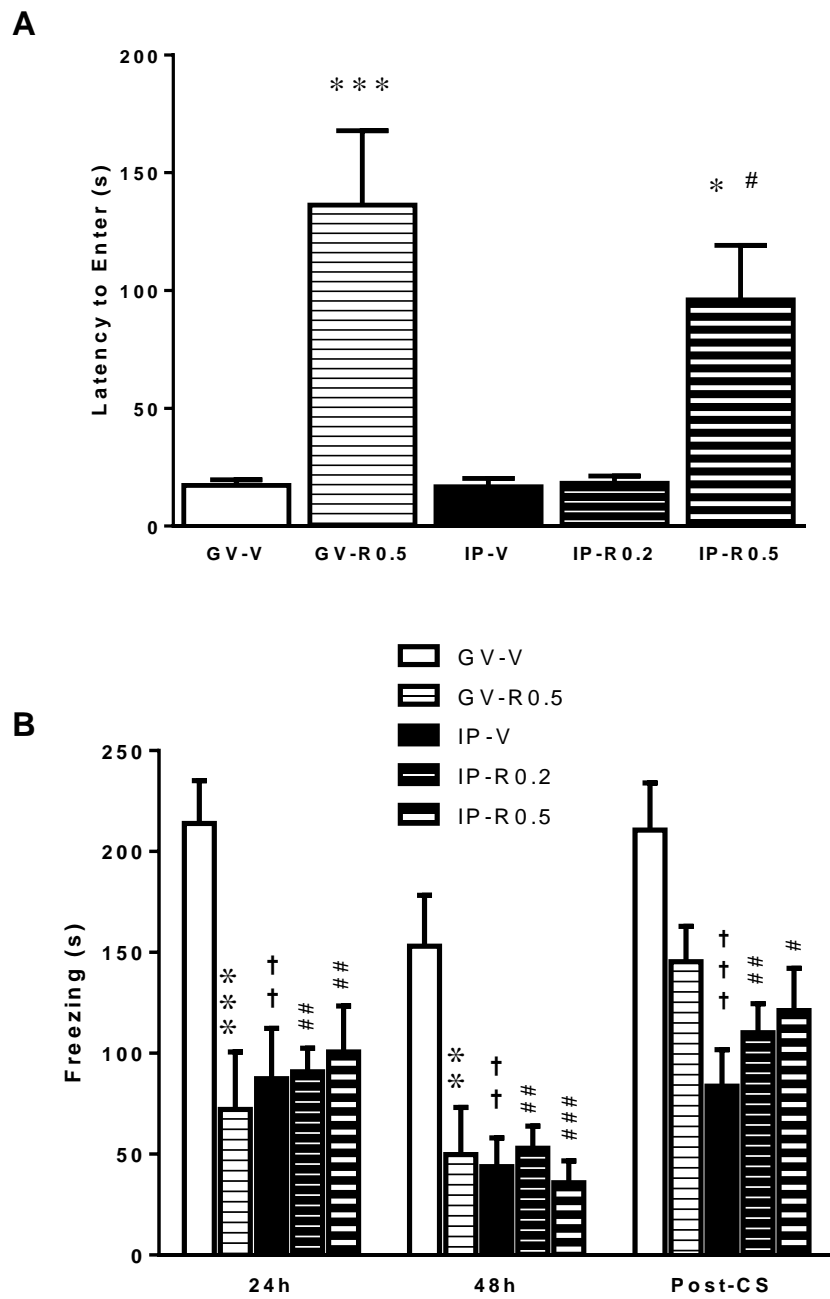 A
200
* * *
150
* #
100
50
0
Latency to Enter (s)
GV-V GV-R0.5 IP-V IP-R0.2 IP-R0.5
GV-V
GV-R0.5
IP-V
IP-R0.2
IP-R0.5
B
250
200
150
100
50
0
Freezing (s)
***
††
##
##
**
††
##
###
†††
##
#
24h 48h Post-CS